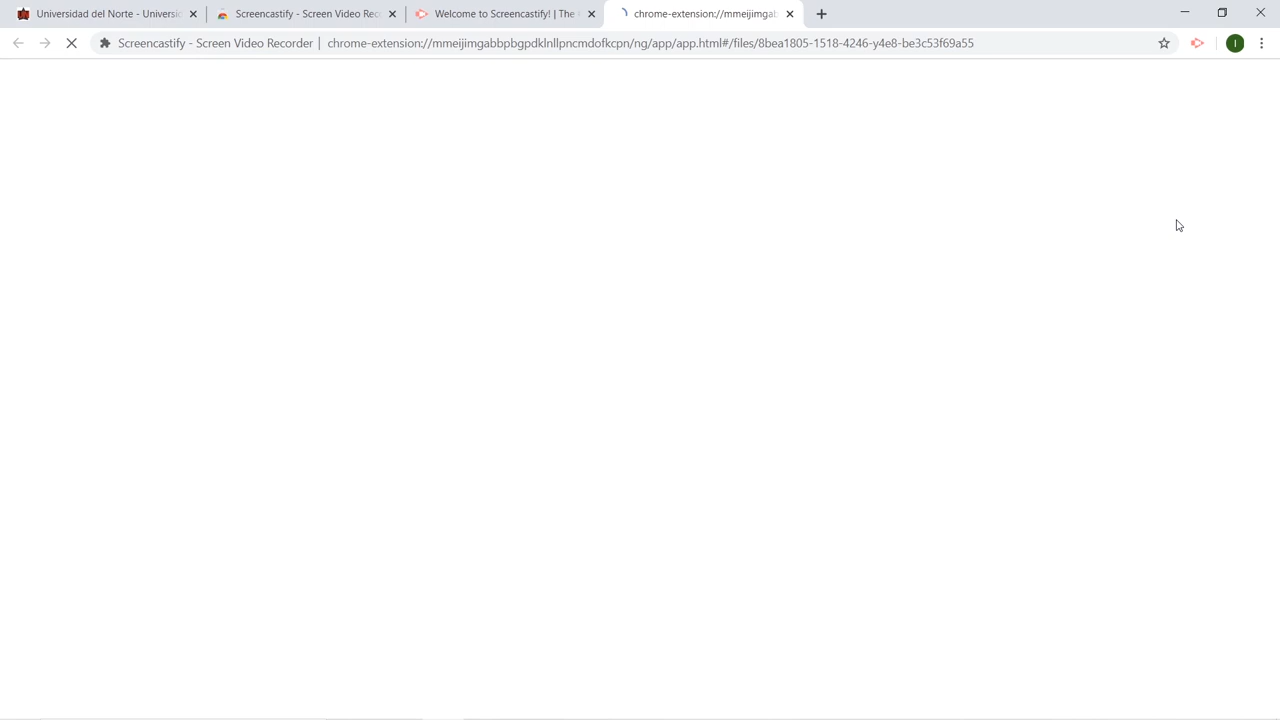 Universidad del Norte - Universid
Screencastify - Screen Video Rec
Welcome to Screencastify! | The
chrome-extension://mmeijimgab
Screencastify - Screen Video Recorder | chrome-extension://mmeijimgabbpbgpdklnllpncmdofkcpn/ng/app/app.html#/files/8bea1805-1518-4246-y4e8-be3c53f69a55
I